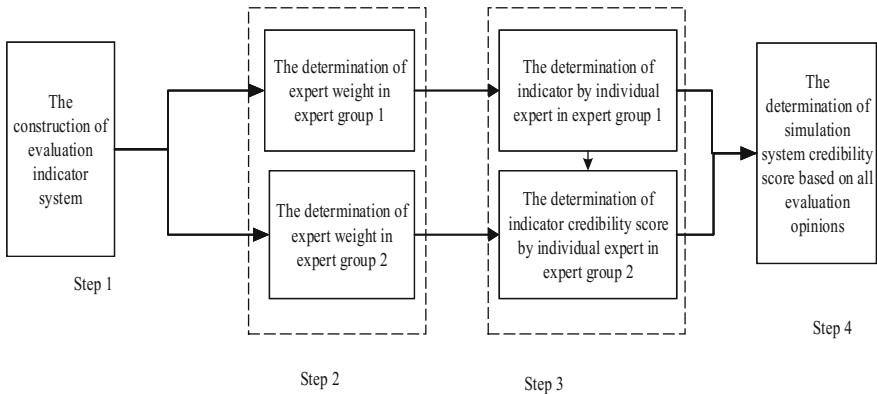 The
construction of
evaluation
indicator
system
Step 1
The determination of
expert weight in
expert group 1
The determination of
expert weight in
expert group 2
Step 2
The determination of
indicator by individual
expert in expert group 1
The determination of
indicator credibility score
by individual expert in
expert group 2
Step 3
The
determination of
simulation
system credibility
score based on all
evaluation
opinions
Step 4